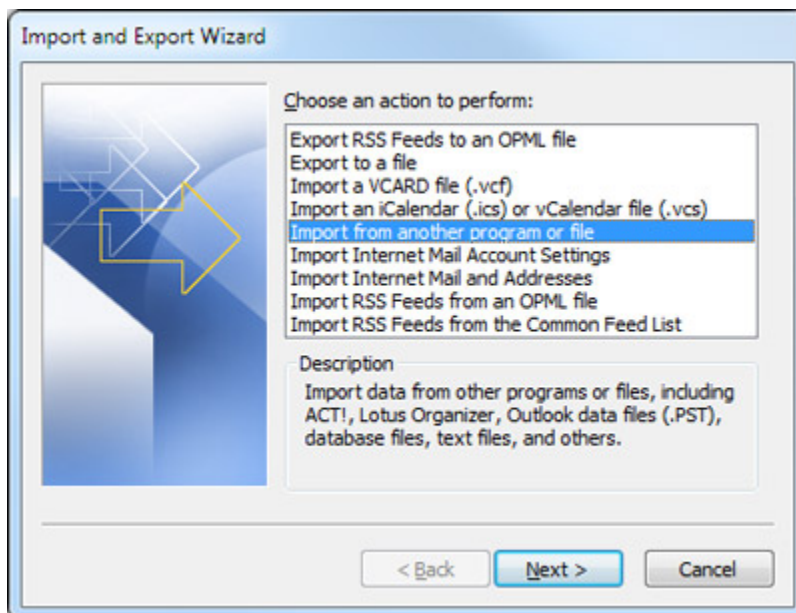 Import and Export Wizard
Choose an action to perform:
Export RSS Feeds to an OPML file
Export to a file
Import a VCARD file (.vcf)
Import an iCalendar (.ics) or vCalendar file (.vcs)
Import from another program or file
Import Internet Mail Account Settings
Import Internet Mail and Addresses
Import RSS Feeds from an OPML file
Import RSS Feeds from the Common Feed List
Description
Import data from other programs or files, including
ACT!, Lotus Organizer, Outlook data files (.PST),
database files, text files, and others.
< Back
Next >
Cancel